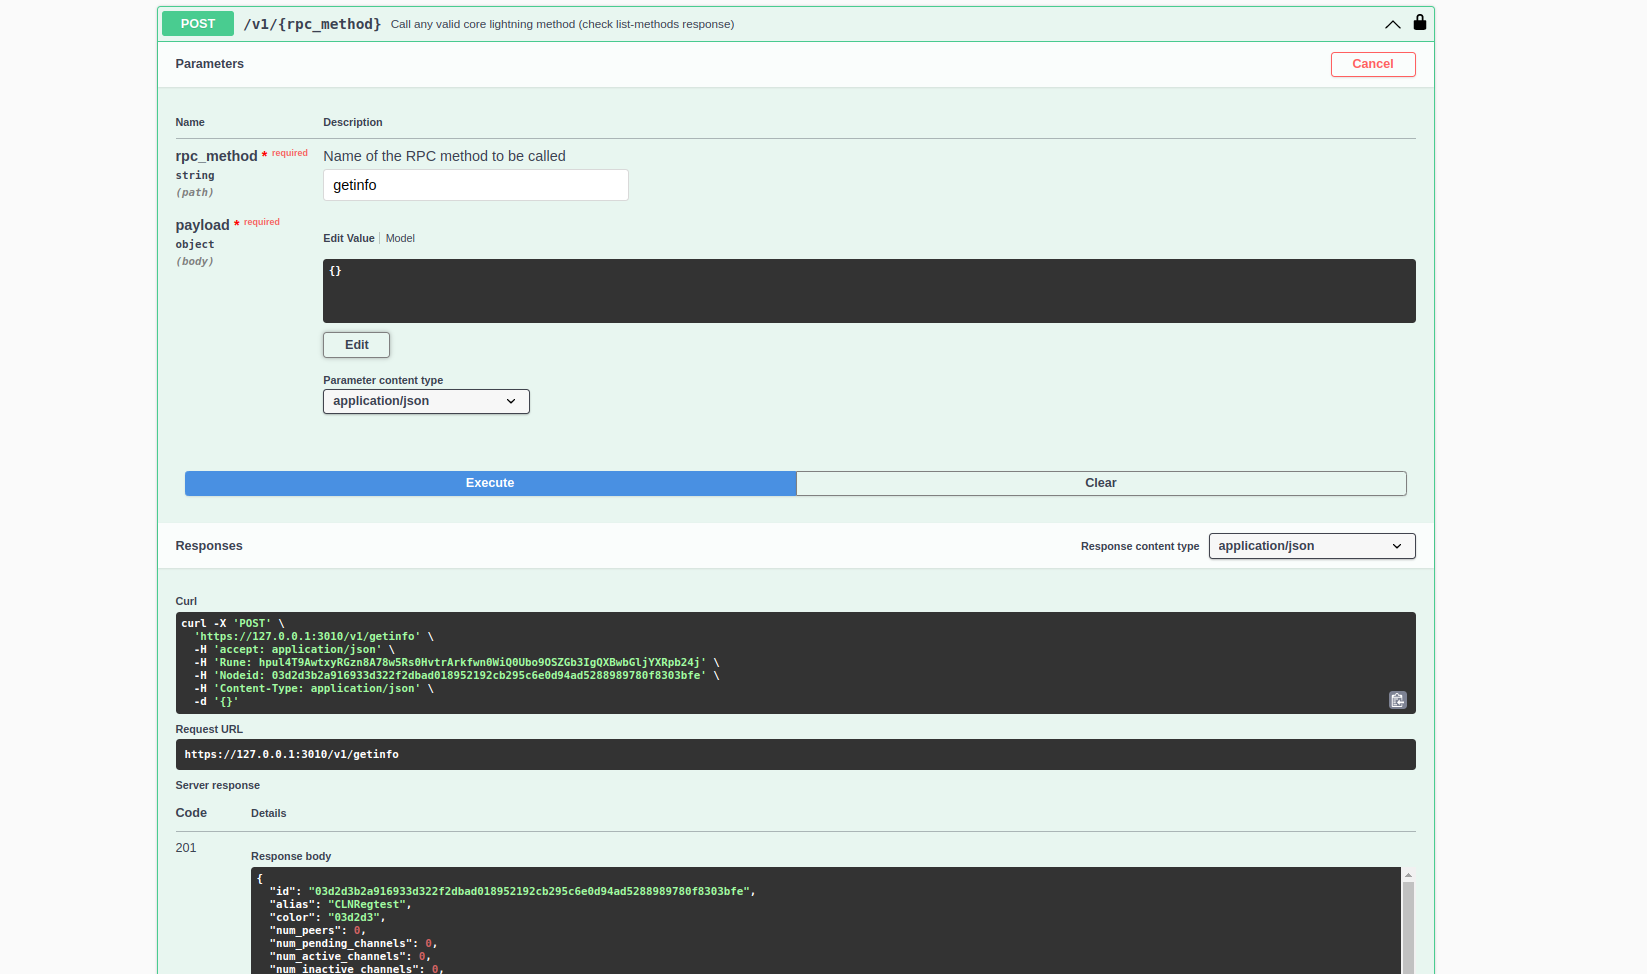 POST /v1/{rpc_method} Call any valid core lightning method (check list-methods response)
Parameters
Cancel
Name Description
rpc_method * required
string
(path)
Name of the RPC method to be called
getinfo
payload * required
object
(body)
Edit Value | Model
{}
Edit
Parameter content type
application/json
Execute
Clear
Responses
Response content type application/json
Curl
curl -X 'POST' \
'https://127.0.0.1:3010/v1/getinfo' \
-H 'accept: application/json' \
-H 'Rune: hpul4T9AwtxyRGzn8A78w5Rs0HvtrArkfwn0WiQ0Ubo9OSZGb3IgQXBwbGljYXRpb24j' \
-H 'Nodeid: 03d2d3b2a916933d322f2dbad018952192cb295c6e0d94ad5288989780f8303bfe' \
-H 'Content-Type: application/json' \
-d '{}'
Request URL
https://127.0.0.1:3010/v1/getinfo
Server response
Code Details
201
Response body
{
"id": "03d2d3b2a916933d322f2dbad018952192cb295c6e0d94ad5288989780f8303bfe",
"alias": "CLNRegtest",
"color": "03d2d3",
"num_peers": 0,
"num_pending_channels": 0,
"num_active_channels": 0,
"num_inactive_channels": 0,